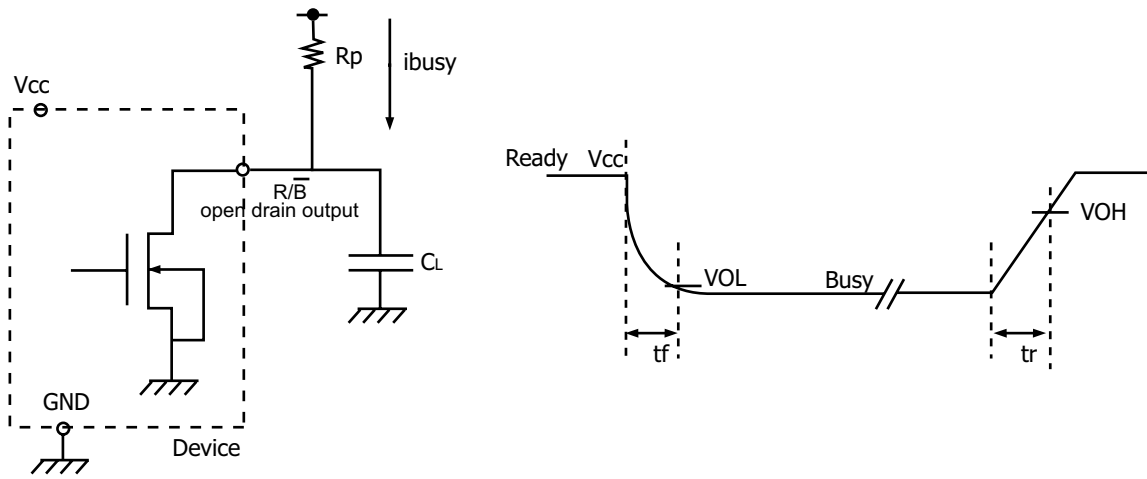 Rp
ibusy
Vcc
R/B̅
open drain output
CL
GND
Device
Ready Vcc
VOH
VOL
Busy
tf
tr